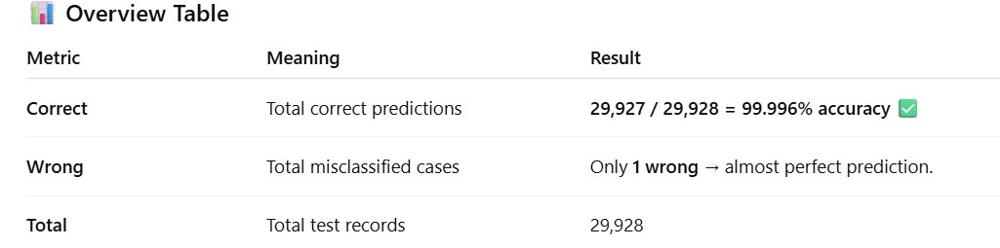 📊 Overview Table
Metric Meaning Result
Correct Total correct predictions 29,927 / 29,928 = 99.996% accuracy ✅
Wrong Total misclassified cases Only 1 wrong → almost perfect prediction.
Total Total test records 29,928